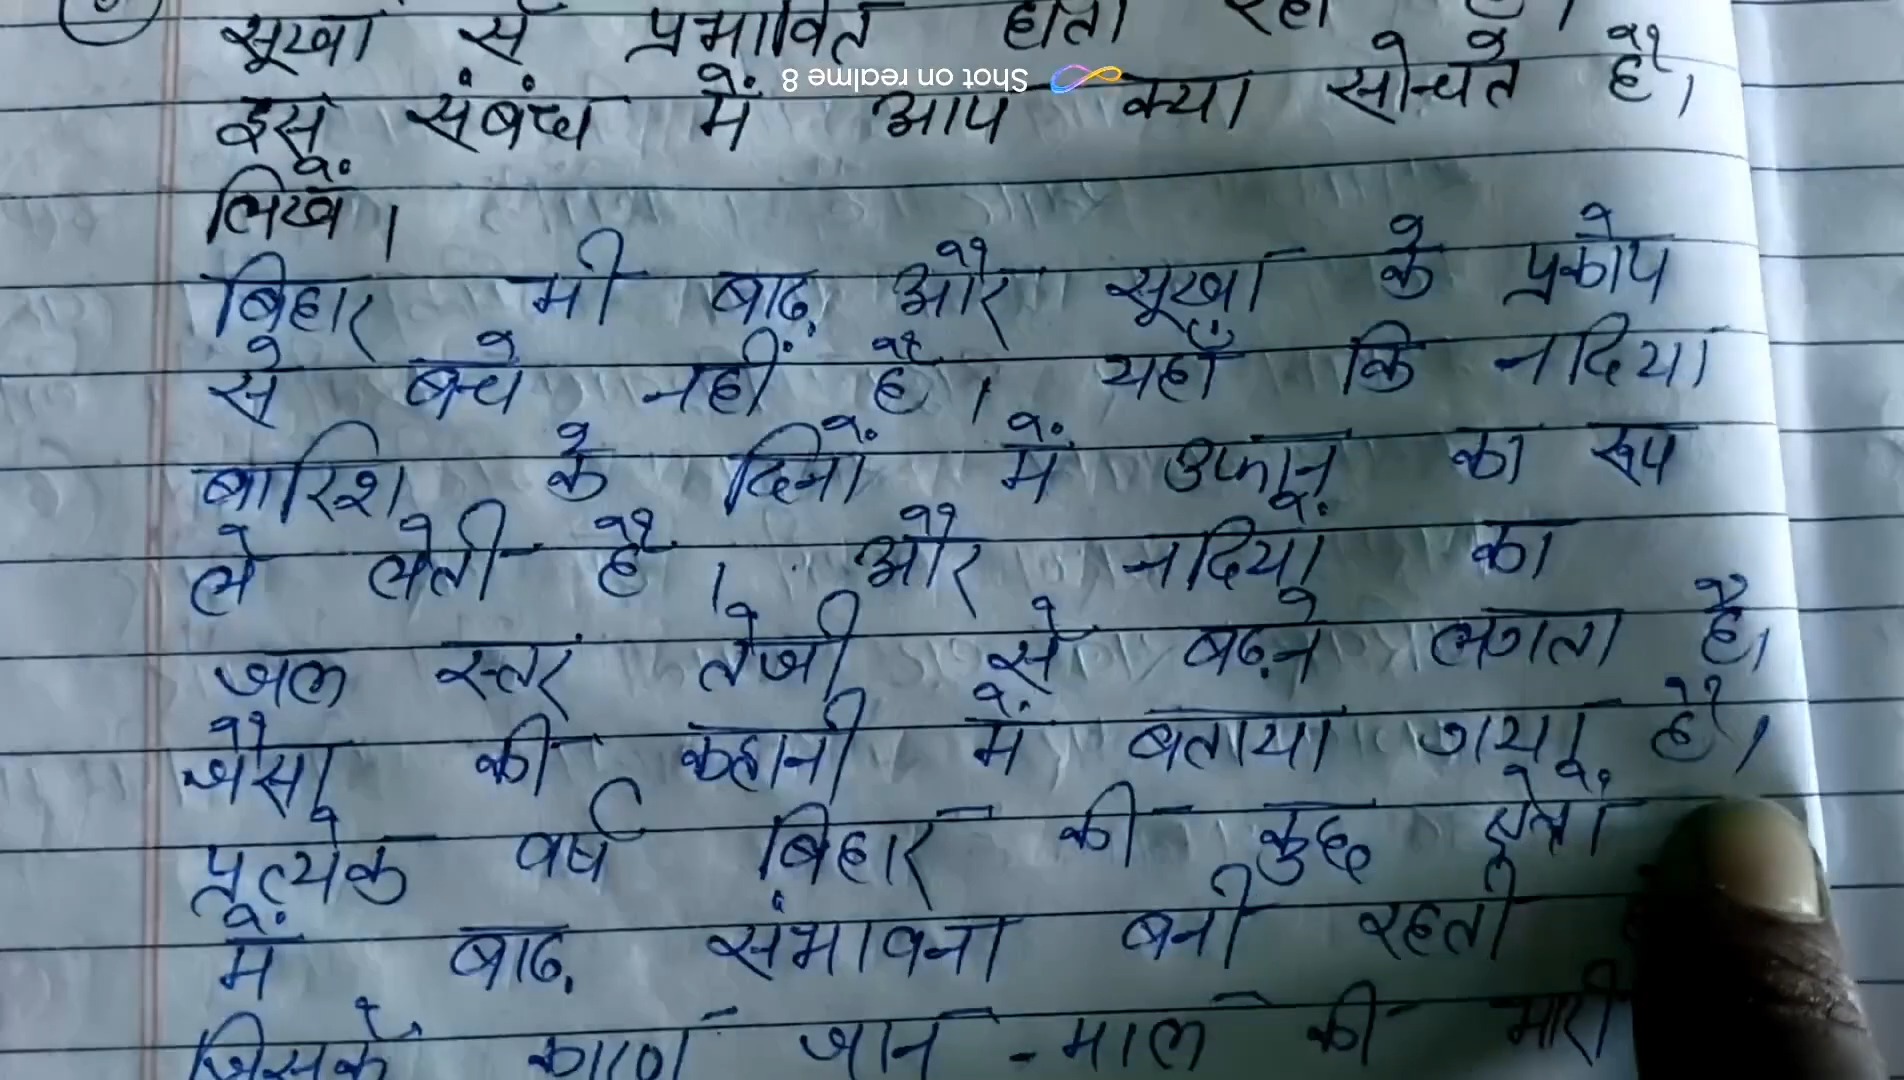 सूखा से प्रभावित होता रहा है।
Shot on realme 8
इस संबंध में आप क्या सोचते हैं।
लिखें।
बिहार भी बाढ़ और सूखा के प्रकोप
से बचे नहीं है। यहाँ कि नदियाँ
बारिश के दिनों में उफान का रूप
ले लेती है। और नदियों का
जल स्तर तेजी से बढ़ने लगता है।
जैसा की कहानी में बताया गया है।
प्रत्येक वर्ष बिहार की कुछ क्षेत्रों
में बाढ़ संभावना बनी रहती
जिसके कारण जान-माल की भारी